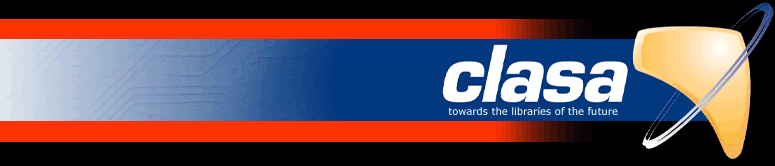 clasa
towards the libraries of the future